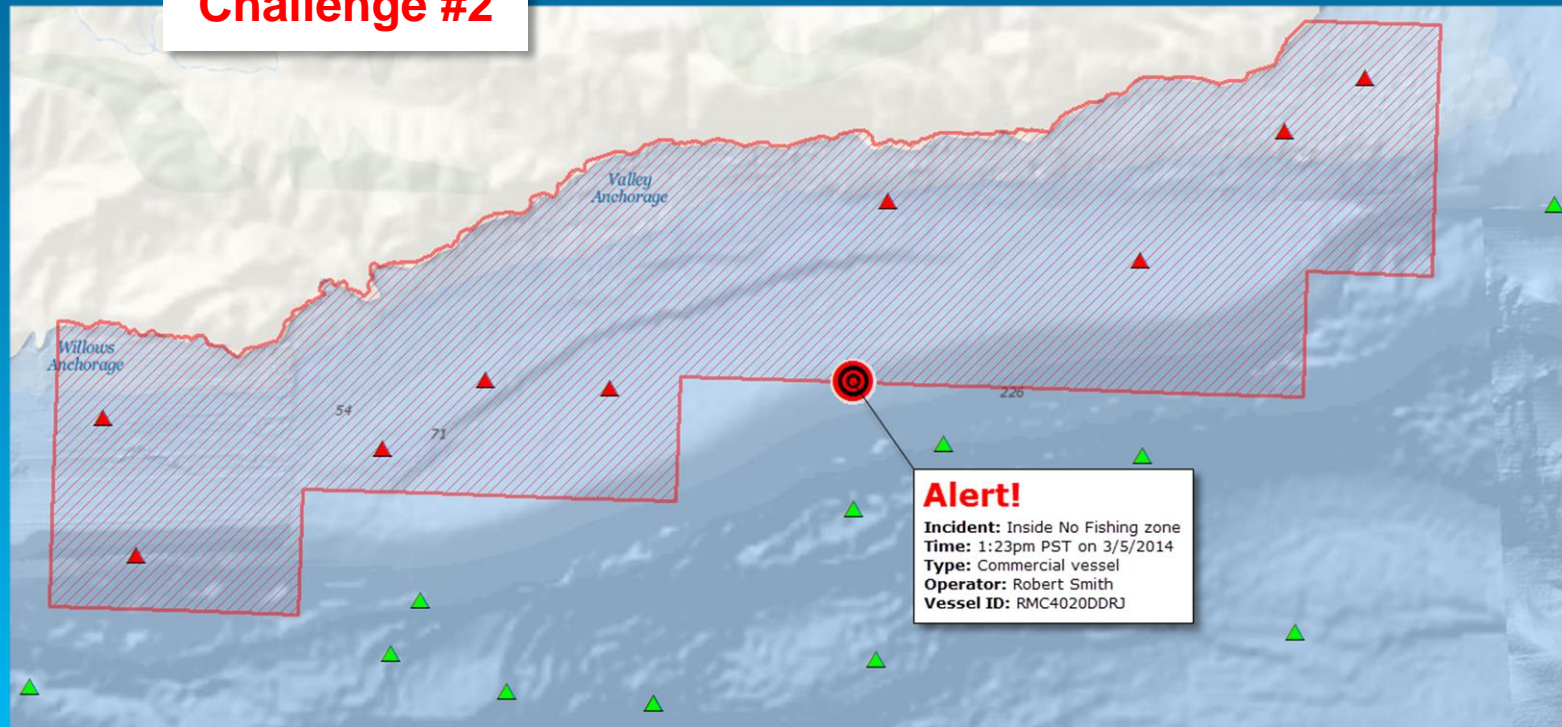 Challenge #2
Valley
Anchorage
Willows
Anchorage
54
71
226
Alert!
Incident: Inside No Fishing zone
Time: 1:23pm PST on 3/5/2014
Type: Commercial vessel
Operator: Robert Smith
Vessel ID: RMC4020DDRJ